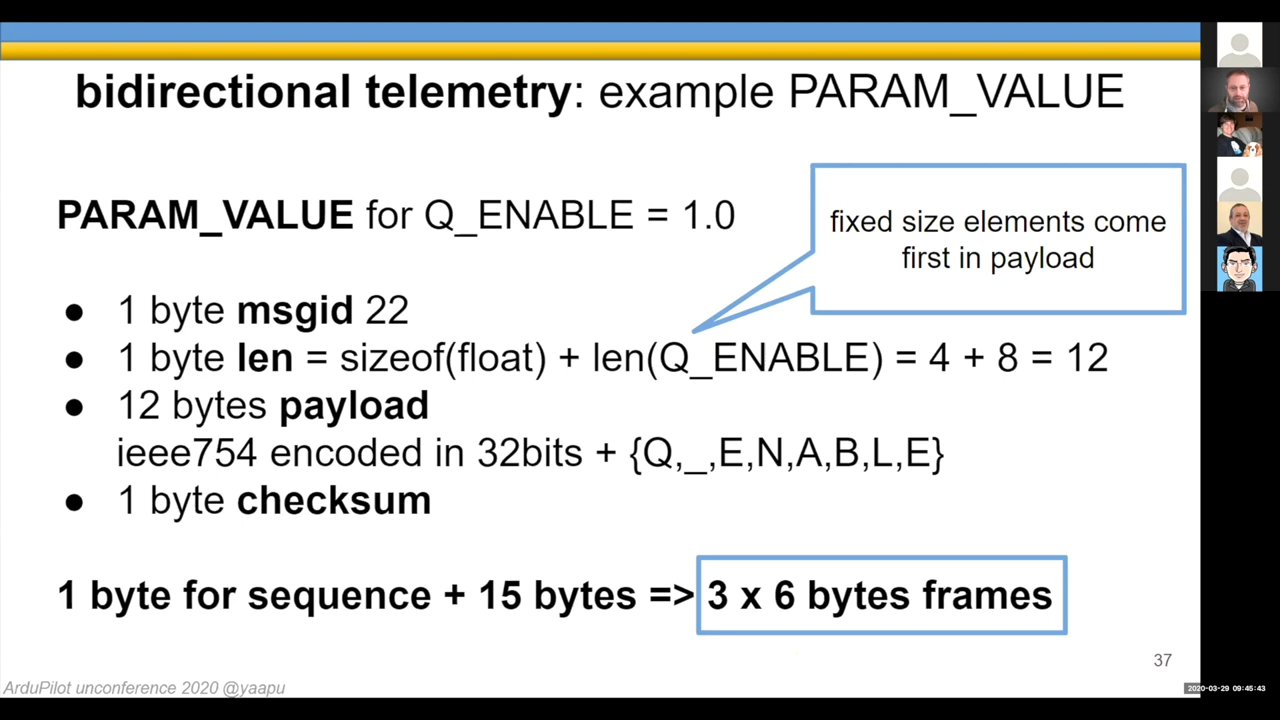 bidirectional telemetry: example PARAM_VALUE
PARAM_VALUE for Q_ENABLE = 1.0
fixed size elements come
first in payload
● 1 byte msgid 22
● 1 byte len = sizeof(float) + len(Q_ENABLE) = 4 + 8 = 12
● 12 bytes payload
ieee754 encoded in 32bits + {Q,_,E,N,A,B,L,E}
● 1 byte checksum
1 byte for sequence + 15 bytes => 3 x 6 bytes frames
37
ArduPilot unconference 2020 @yaapu
2020-03-29 09:45:43